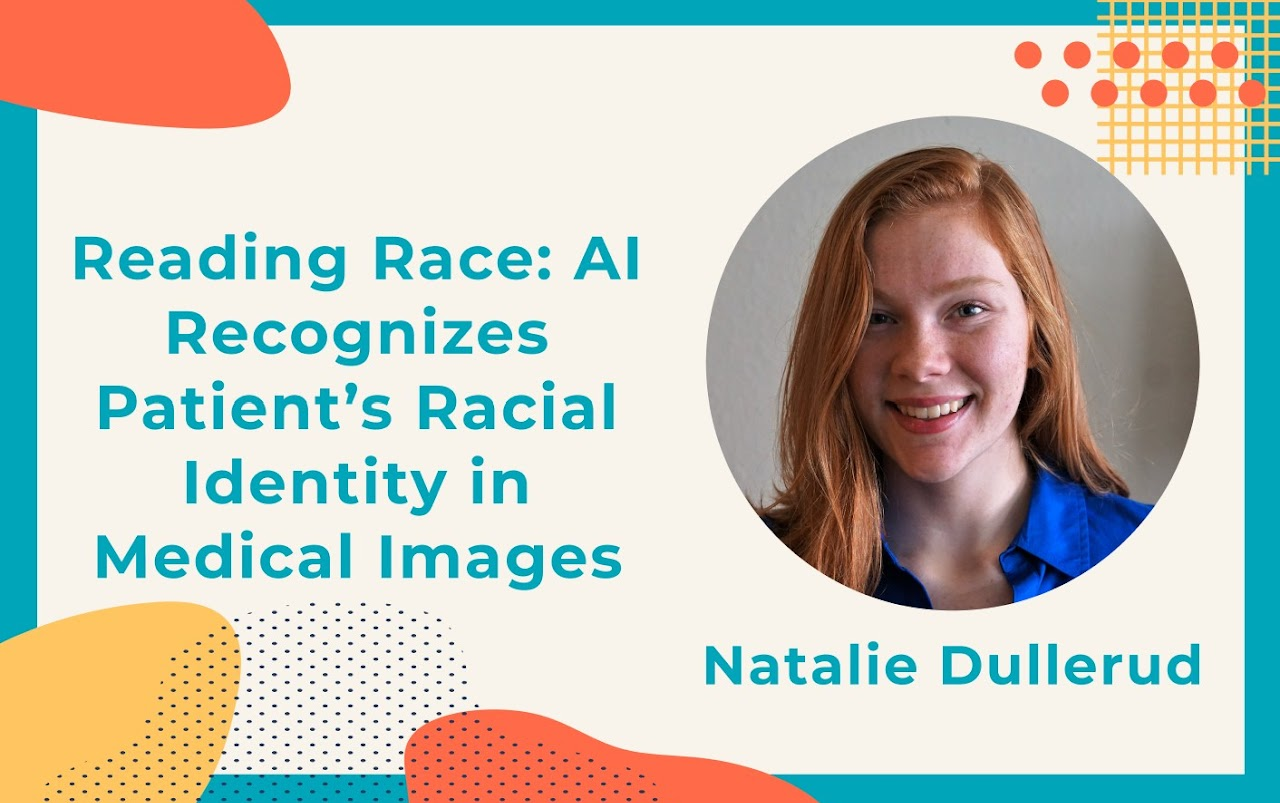 Reading Race: AI
Recognizes
Patient’s Racial
Identity in
Medical Images
Natalie Dullerud